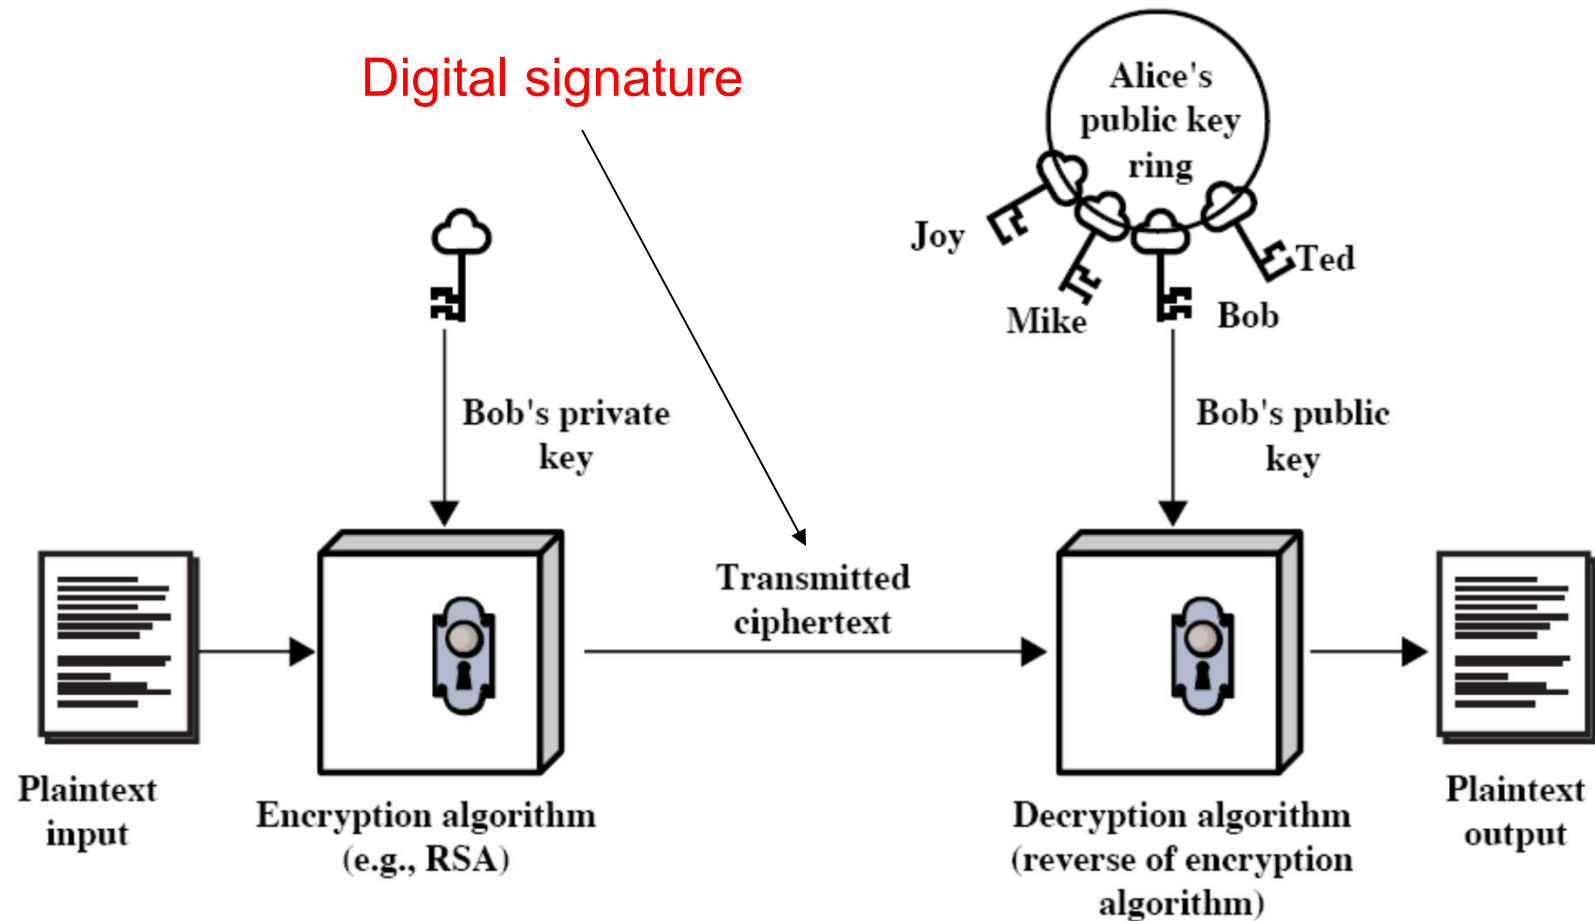 Digital signature
Alice's
public key
ring
Joy
Mike
Bob
Ted
Bob's private
key
Bob's public
key
Transmitted
ciphertext
Plaintext
input
Encryption algorithm
(e.g., RSA)
Decryption algorithm
(reverse of encryption
algorithm)
Plaintext
output